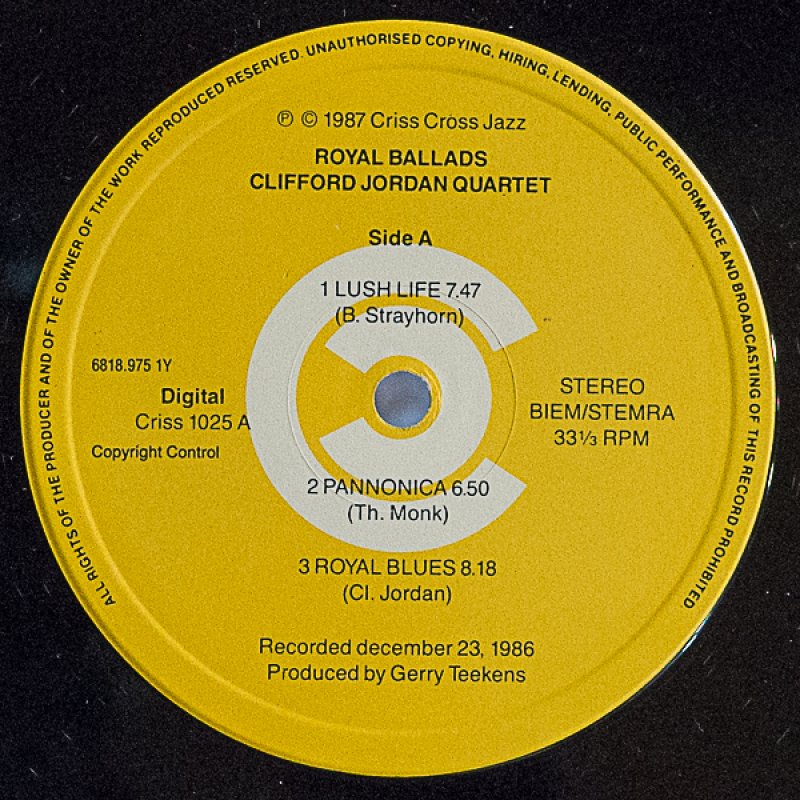 ALL RIGHTS OF THE PRODUCER AND OF THE OWNER OF THE WORK REPRODUCED RESERVED. UNAUTHORISED COPYING, HIRING, LENDING, PUBLIC PERFORMANCE AND BROADCASTING OF THIS RECORD PROHIBITED
℗ © 1987 Criss Cross Jazz
ROYAL BALLADS
CLIFFORD JORDAN QUARTET
Side A
1 LUSH LIFE 7.47
(B. Strayhorn)
6818.975 1Y
Digital
Criss 1025 A
Copyright Control
STEREO
BIEM/STEMRA
33⅓ RPM
2 PANNONICA 6.50
(Th. Monk)
3 ROYAL BLUES 8.18
(Cl. Jordan)
Recorded december 23, 1986
Produced by Gerry Teekens